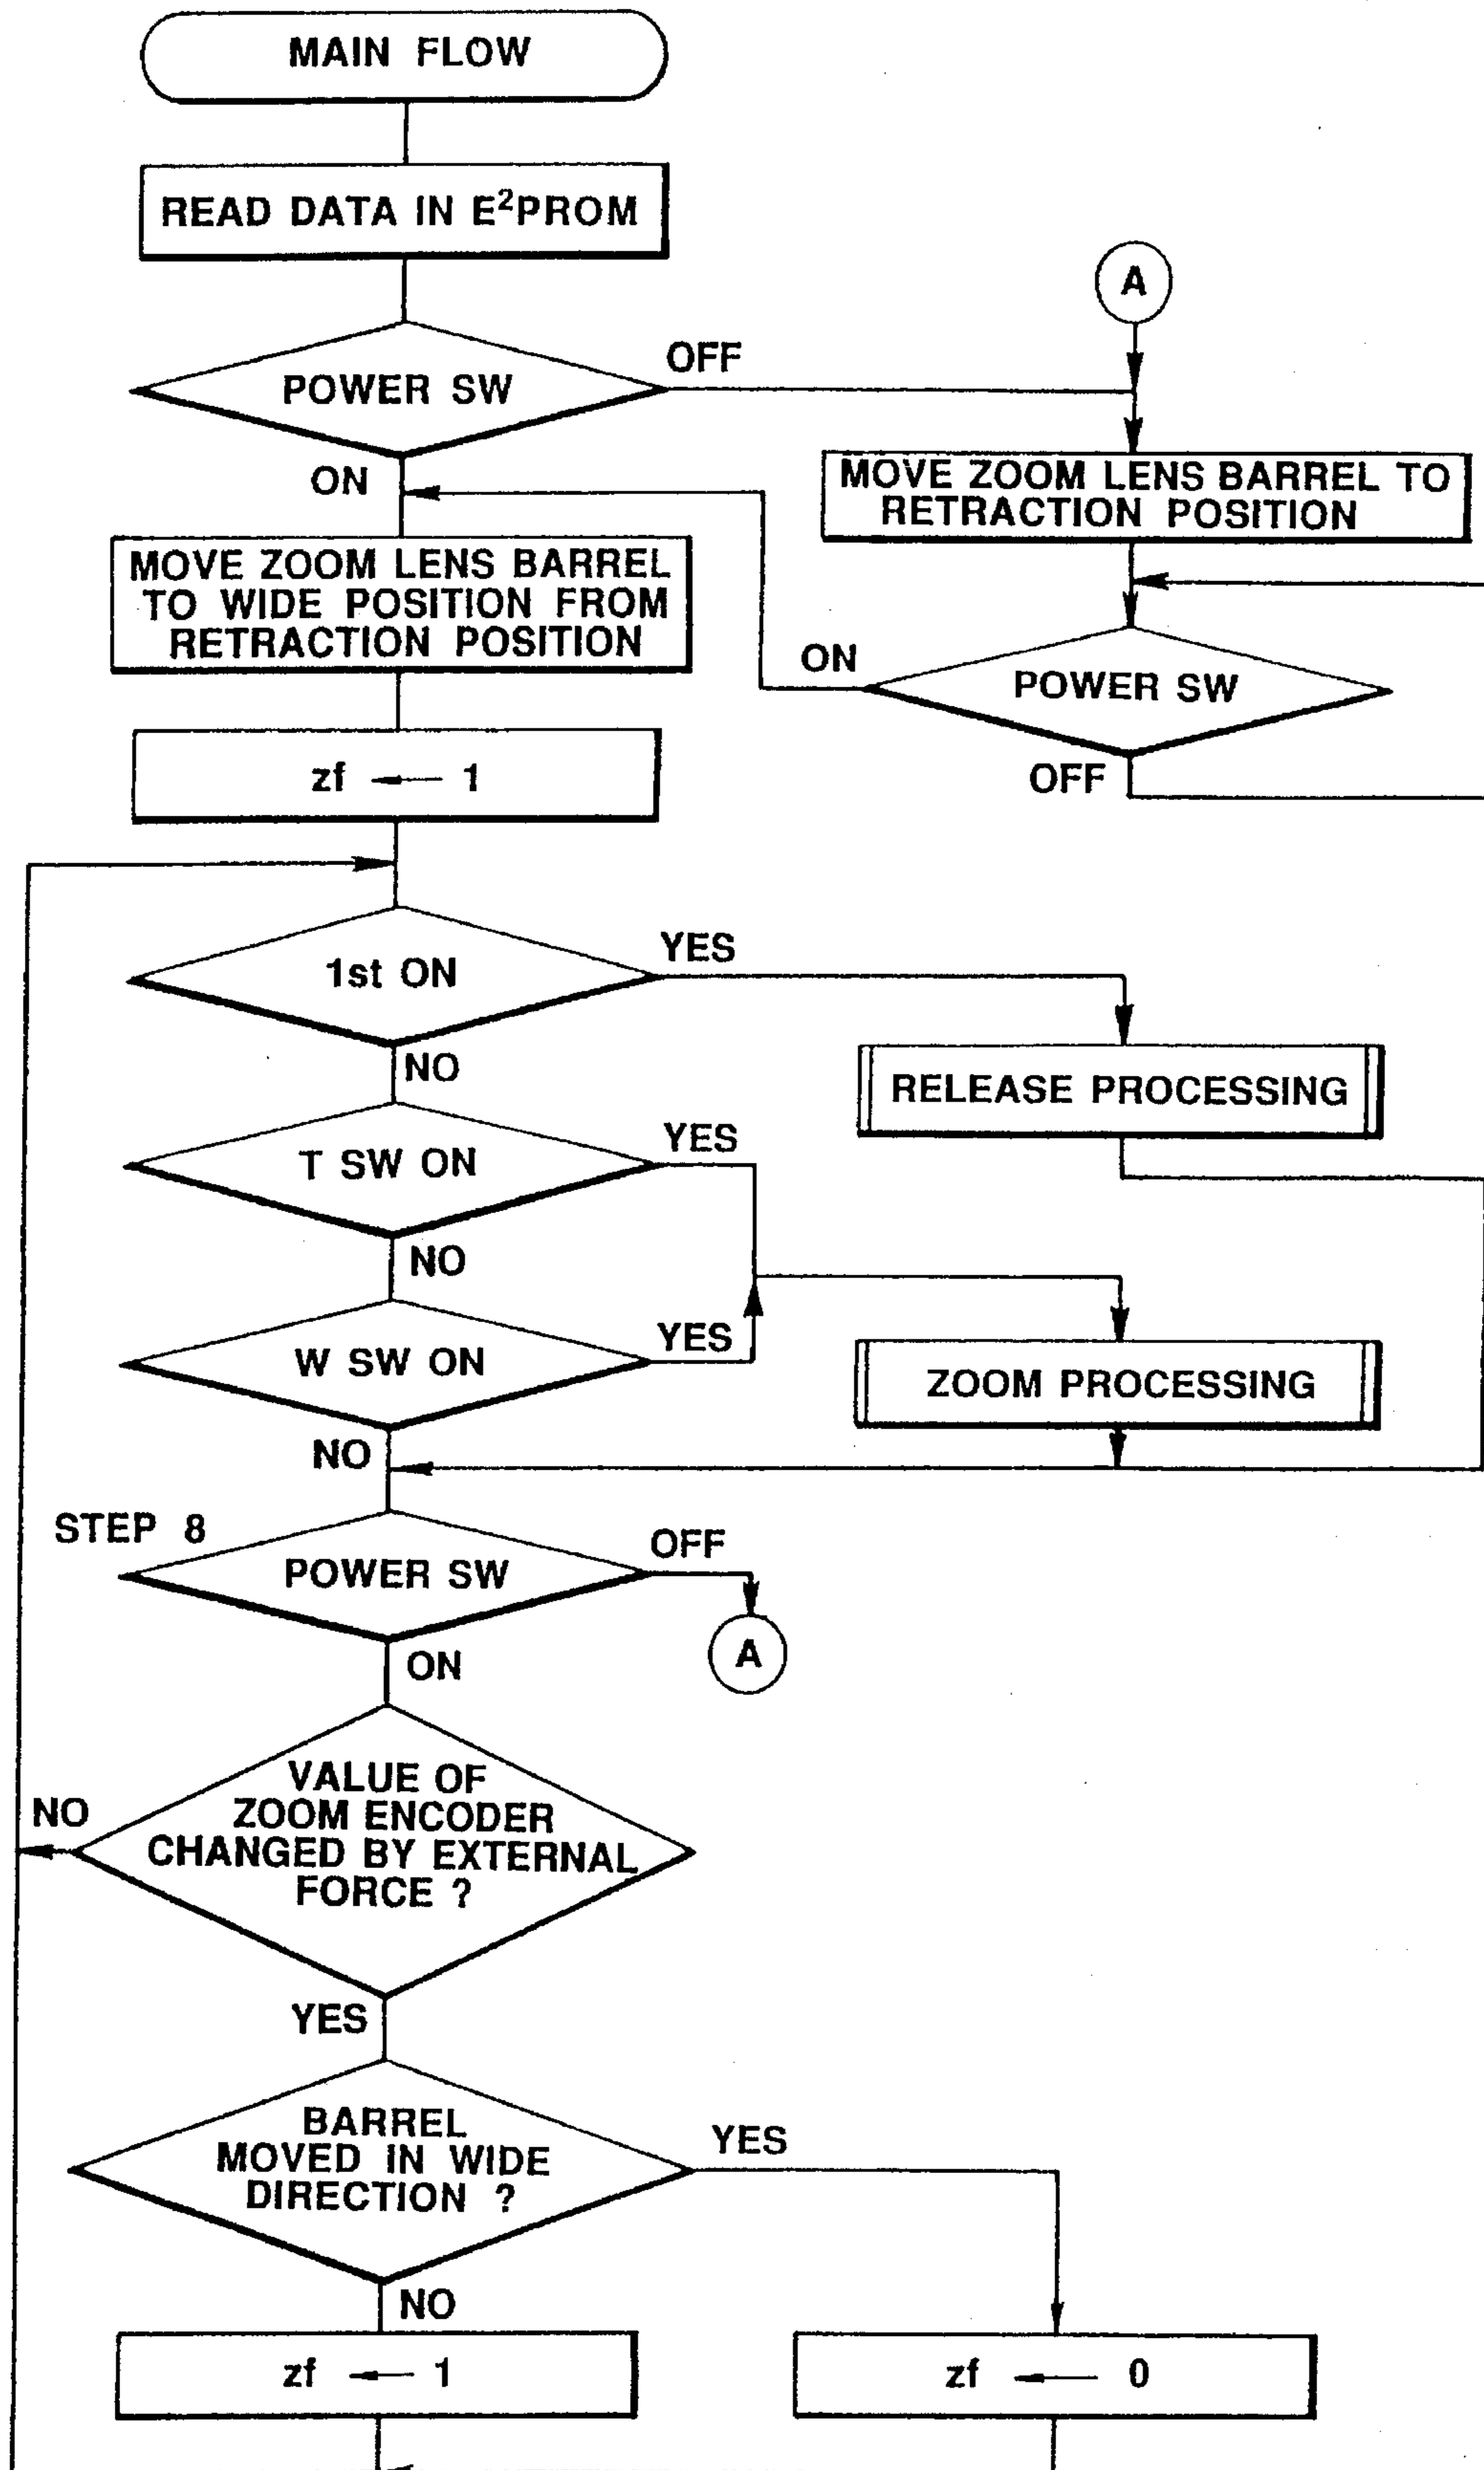 MAIN FLOW
READ DATA IN E²PROM
A
POWER SW
OFF
ON
MOVE ZOOM LENS BARREL TO
RETRACTION POSITION
MOVE ZOOM LENS BARREL
TO WIDE POSITION FROM
RETRACTION POSITION
ON
POWER SW
OFF
zf ← 1
1st ON
YES
NO
RELEASE PROCESSING
T SW ON
YES
NO
W SW ON
YES
NO
ZOOM PROCESSING
STEP 8
POWER SW
OFF
A
ON
VALUE OF
ZOOM ENCODER
CHANGED BY EXTERNAL
FORCE ?
NO
YES
BARREL
MOVED IN WIDE
DIRECTION ?
YES
NO
zf ← 1
zf ← 0